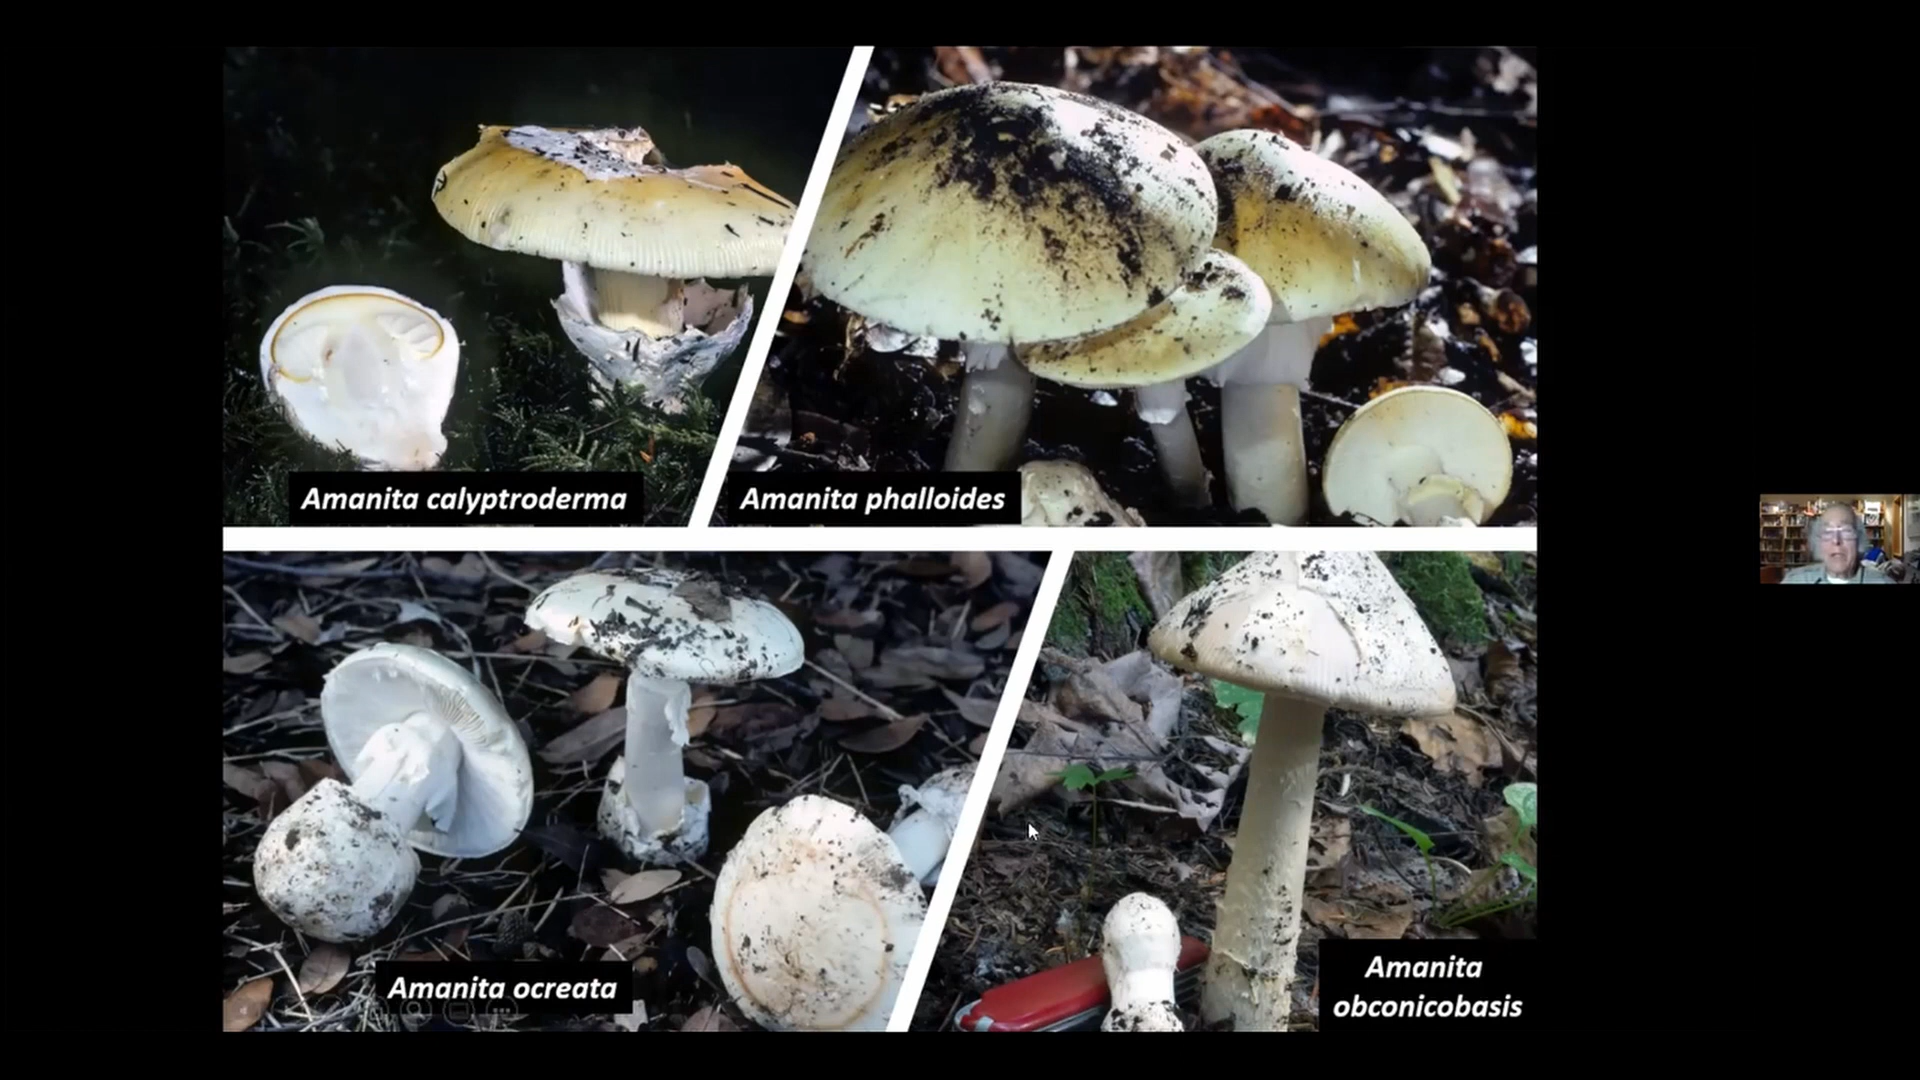 Amanita calyptroderma
Amanita phalloides
Amanita ocreata
Amanita
obconicobasis